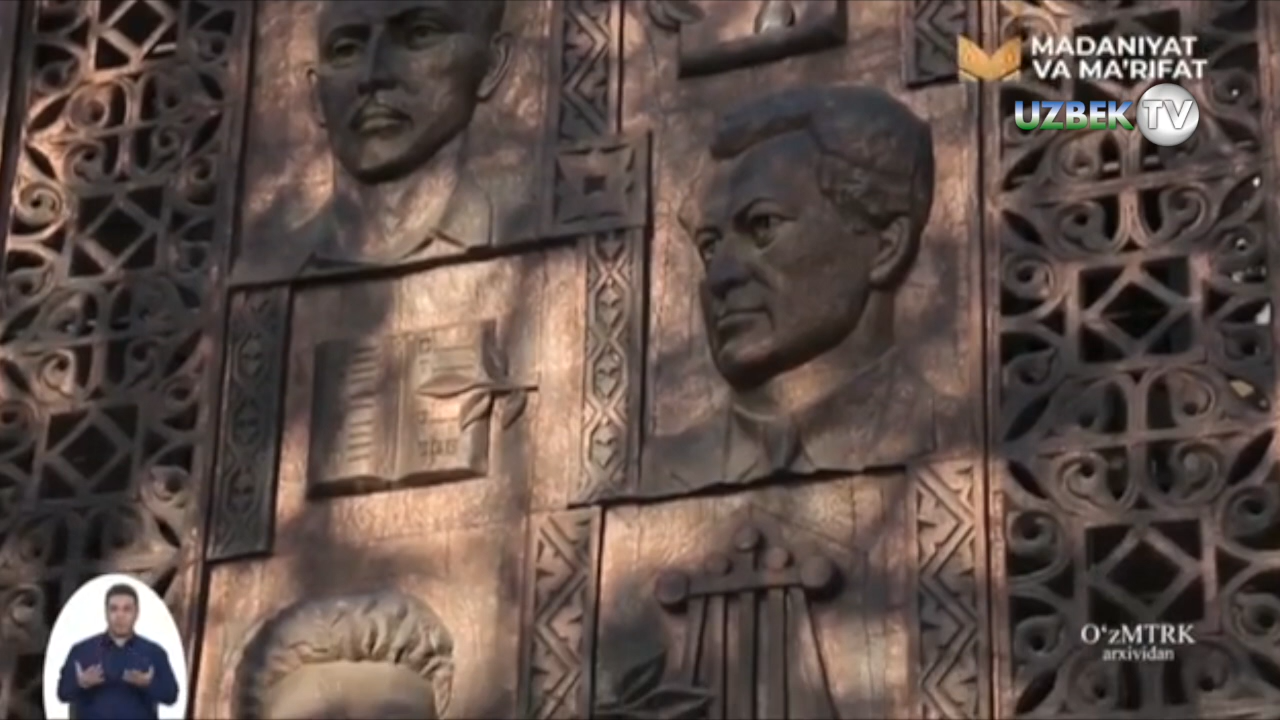 MADANIYAT
VA MA'RIFAT
UZBEK TV
O‘zMTRK
arxividan